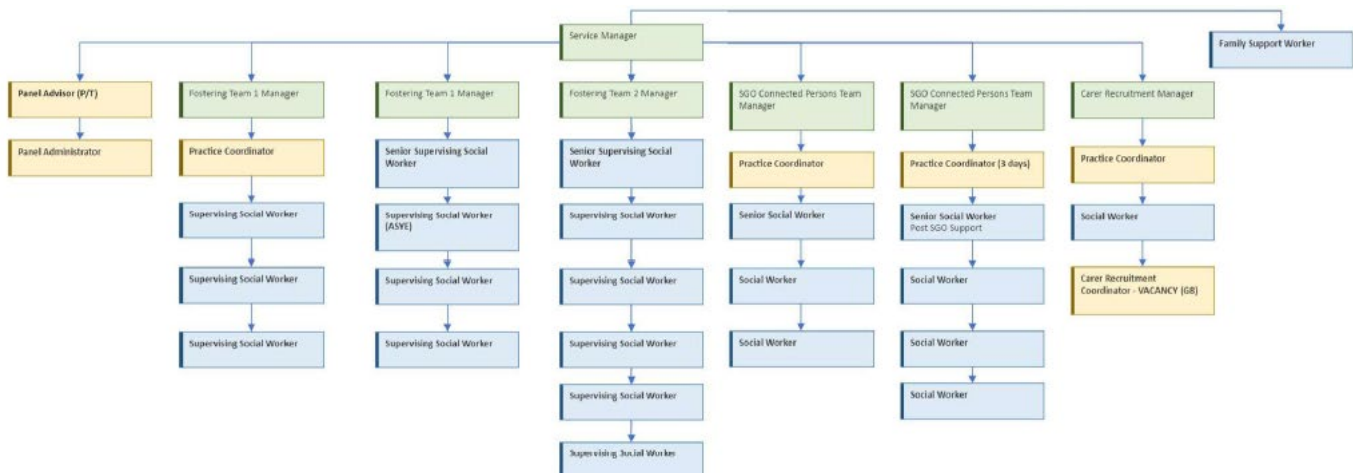 Service Manager
Family Support Worker
Panel Advisor (P/T)
Fostering Team 1 Manager
Fostering Team 1 Manager
Fostering Team 2 Manager
SGO Connected Persons Team
Manager
SGO Connected Persons Team
Manager
Carer Recruitment Manager
Panel Administrator
Practice Coordinator
Senior Supervising Social
Worker
Senior Supervising Social
Worker
Practice Coordinator
Practice Coordinator (3 days)
Practice Coordinator
Supervising Social Worker
Supervising Social Worker
(ASYE)
Supervising Social Worker
Senior Social Worker
Senior Social Worker
Post SGO Support
Social Worker
Supervising Social Worker
Supervising Social Worker
Supervising Social Worker
Social Worker
Social Worker
Carer Recruitment
Coordinator - VACANCY (G8)
Supervising Social Worker
Supervising Social Worker
Supervising Social Worker
Social Worker
Social Worker
Supervising Social Worker
Social Worker
Supervising Social Worker